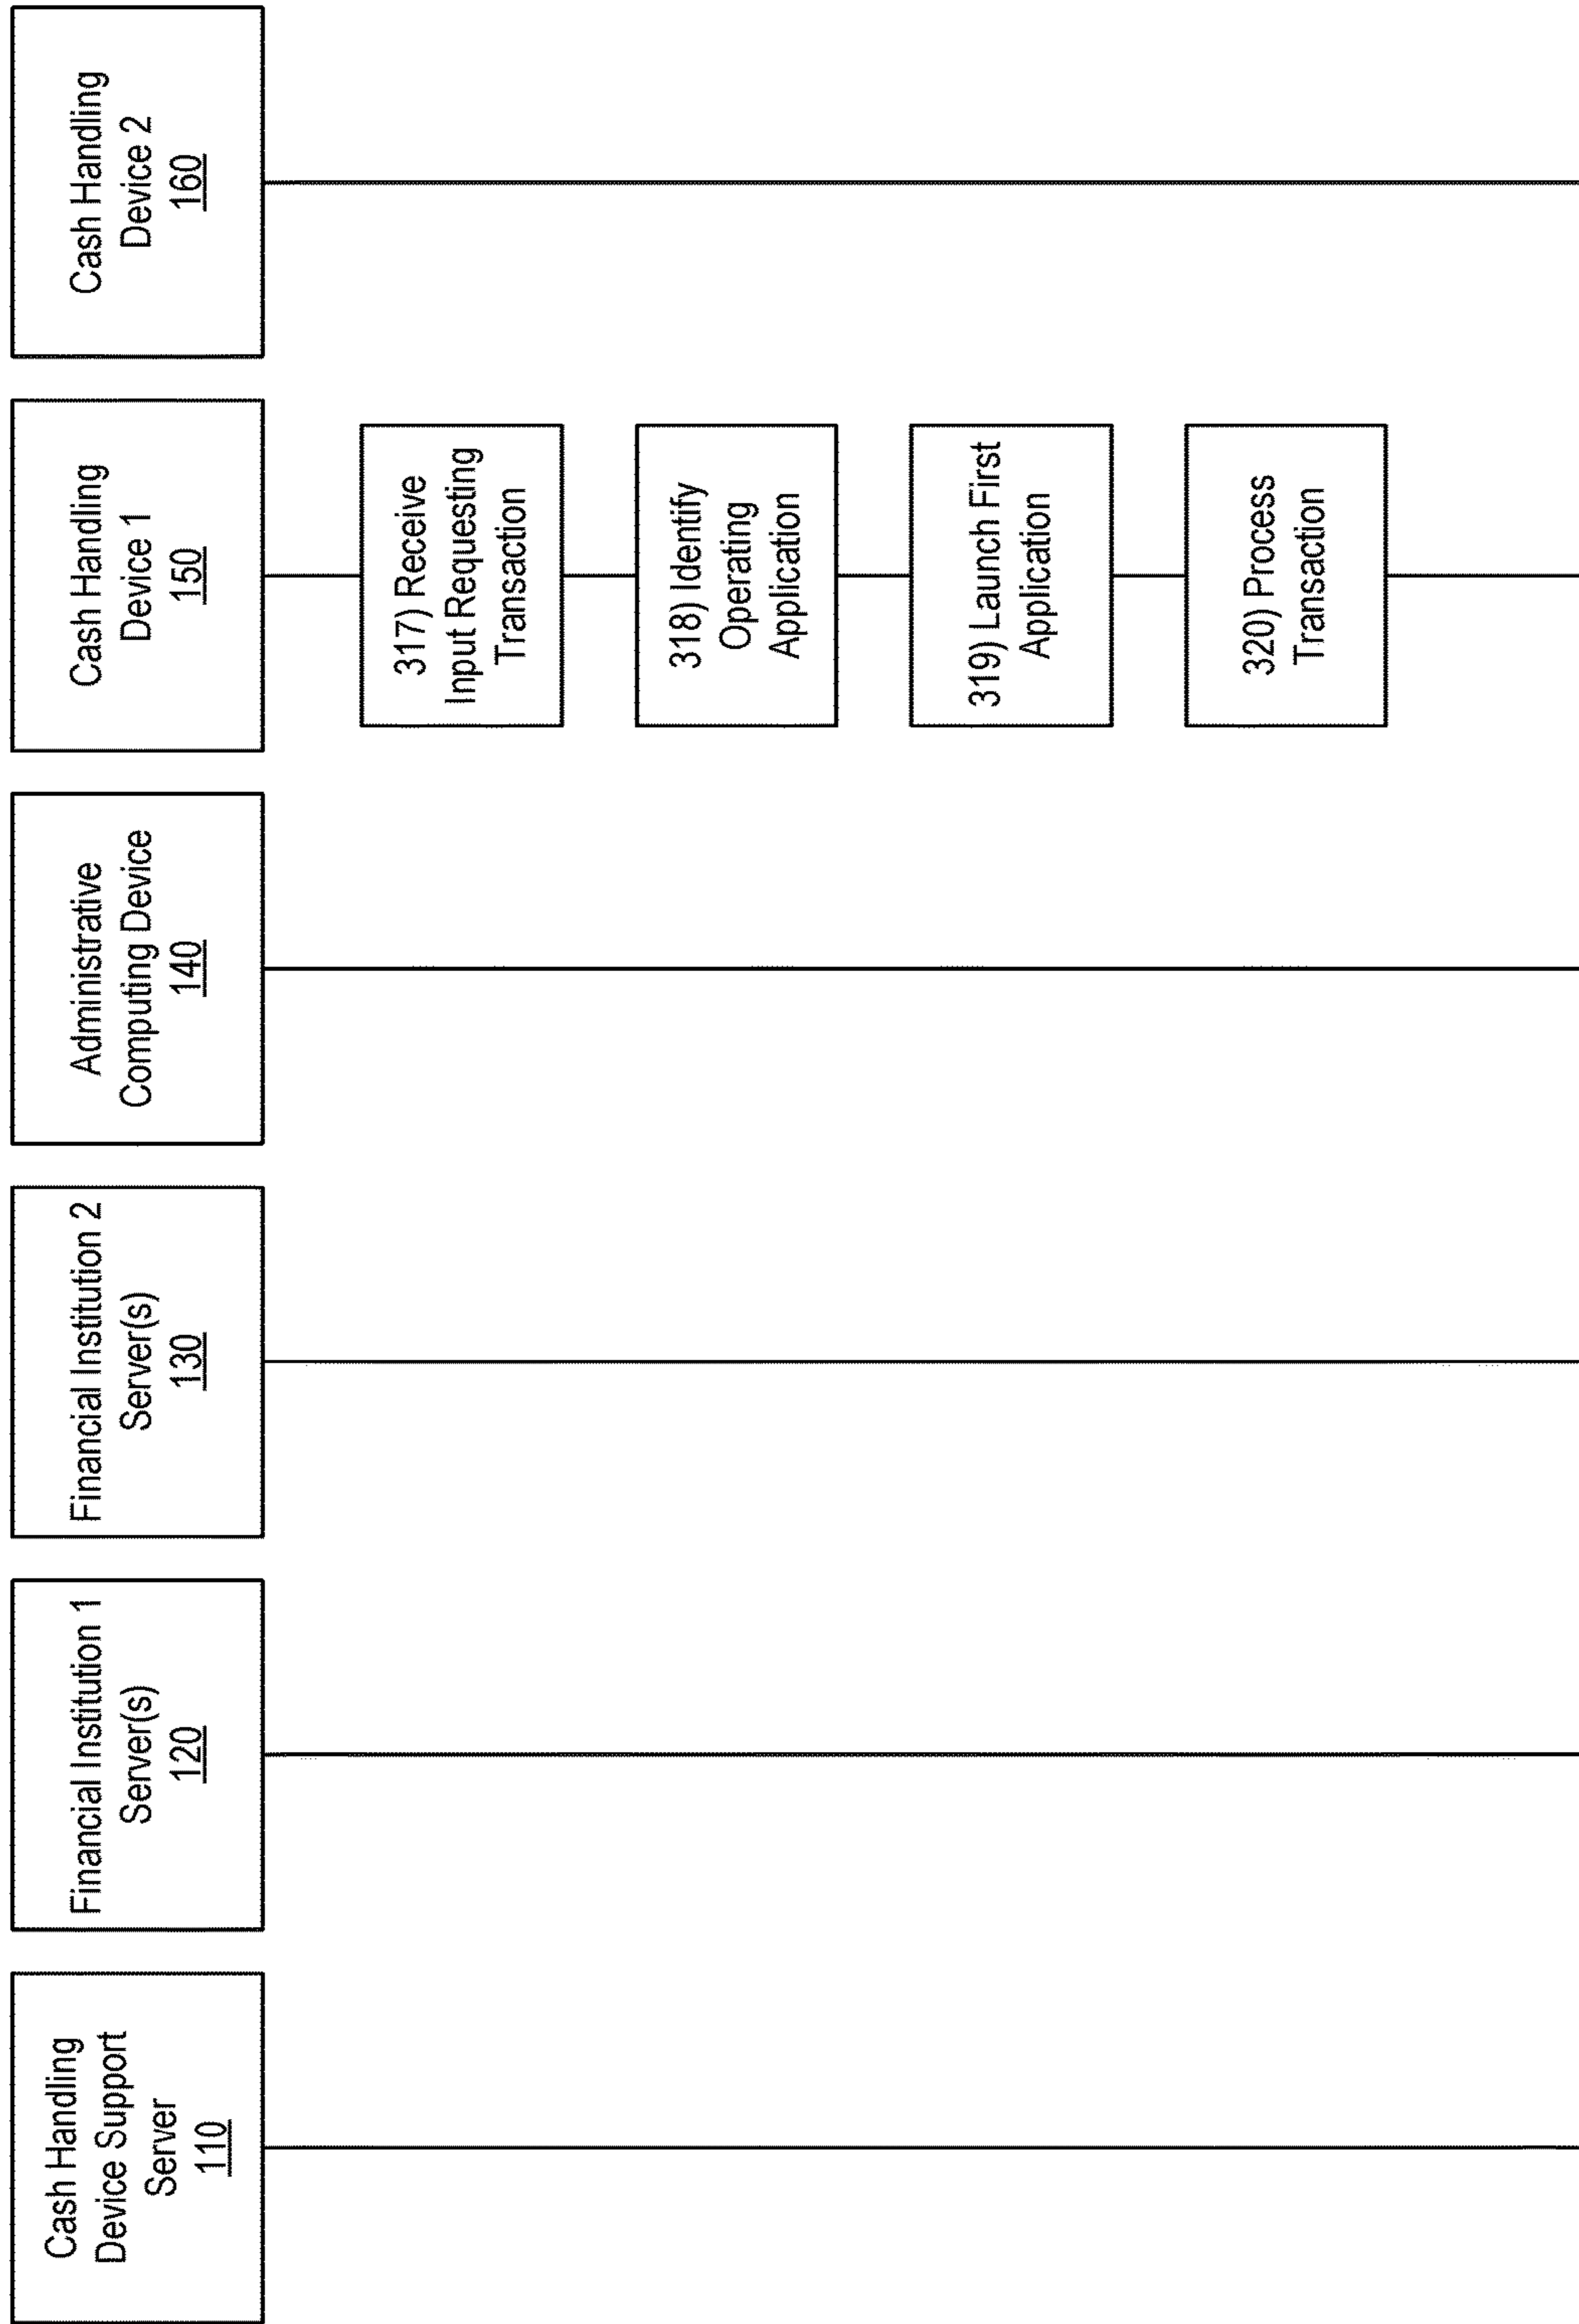 Cash Handling
Device Support
Server
110
Financial Institution 1
Server(s)
120
Financial Institution 2
Server(s)
130
Administrative
Computing Device
140
Cash Handling
Device 1
150
Cash Handling
Device 2
160
317) Receive
Input Requesting
Transaction
318) Identify
Operating
Application
319) Launch First
Application
320) Process
Transaction